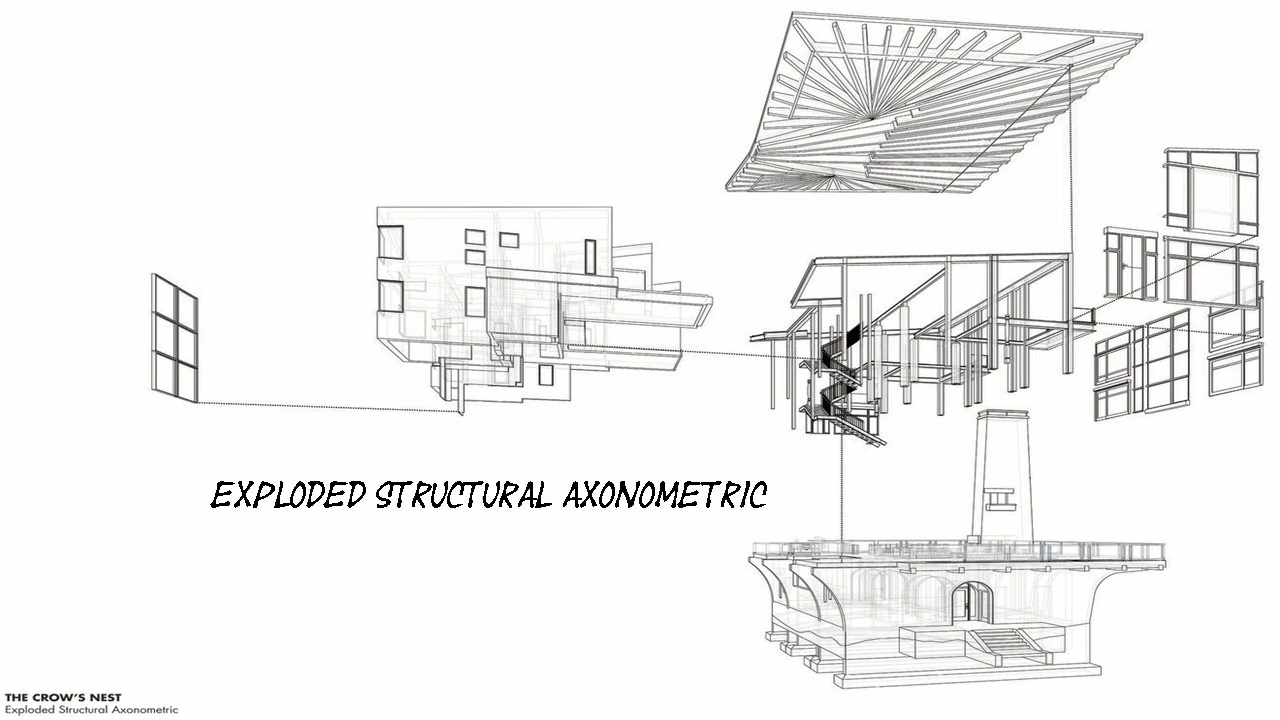 EXPLODED STRUCTURAL AXONOMETRIC
THE CROW'S NEST
Exploded Structural Axonometric